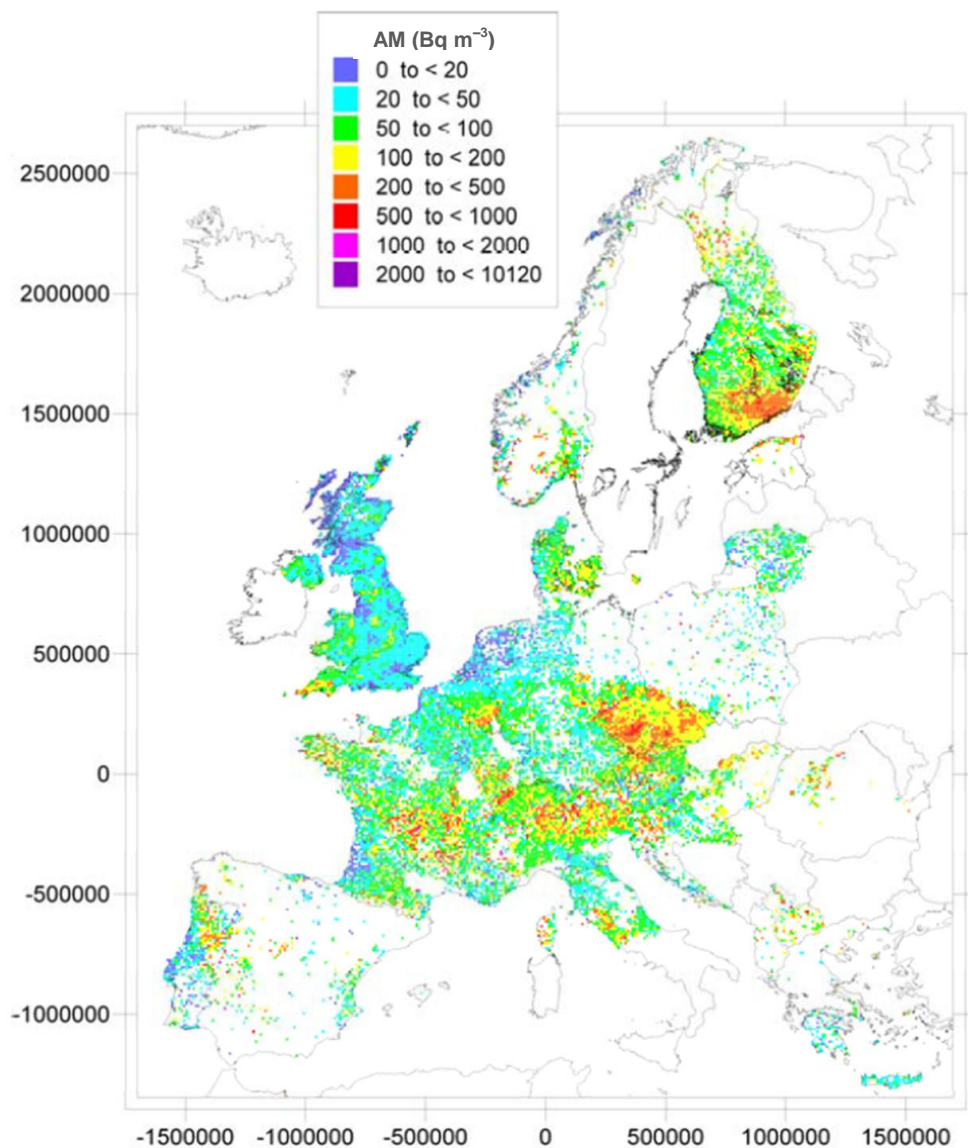 AM (Bq m⁻³)
0 to < 20
20 to < 50
50 to < 100
100 to < 200
200 to < 500
500 to < 1000
1000 to < 2000
2000 to < 10120
2500000
2000000
1500000
1000000
500000
0
-500000
-1000000
-1500000 -1000000 -500000 0 500000 1000000 1500000